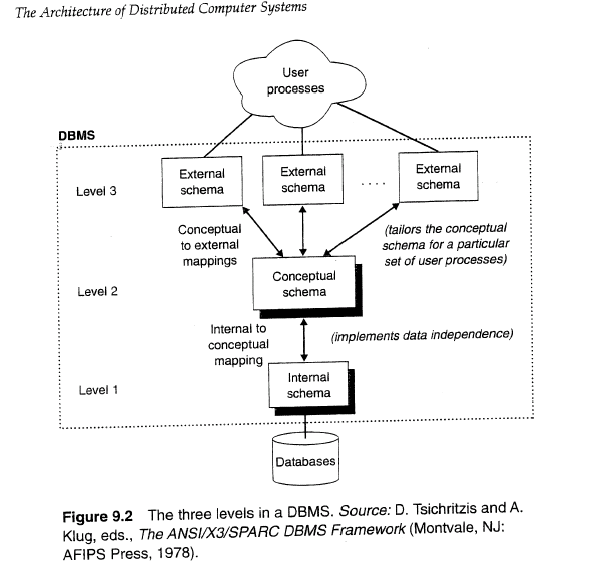 The Architecture of Distributed Computer Systems
User
processes
DBMS
Level 3
External
schema
External
schema
. . . .
External
schema
Conceptual
to external
mappings
(tailors the conceptual
schema for a particular
set of user processes)
Level 2
Conceptual
schema
Internal to
conceptual
mapping
(implements data independence)
Level 1
Internal
schema
Databases
Figure 9.2 The three levels in a DBMS. Source: D. Tsichritzis and A.
Klug, eds., The ANSI/X3/SPARC DBMS Framework (Montvale, NJ:
AFIPS Press, 1978).